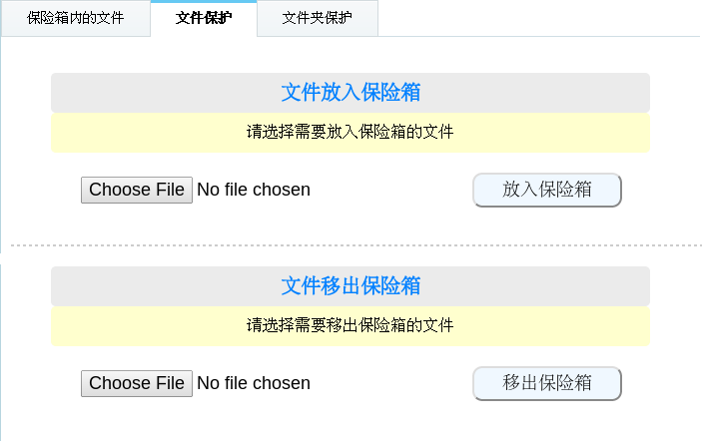 保险箱内的文件 文件保护 文件夹保护
文件放入保险箱
请选择需要放入保险箱的文件
Choose File No file chosen 放入保险箱
文件移出保险箱
请选择需要移出保险箱的文件
Choose File No file chosen 移出保险箱